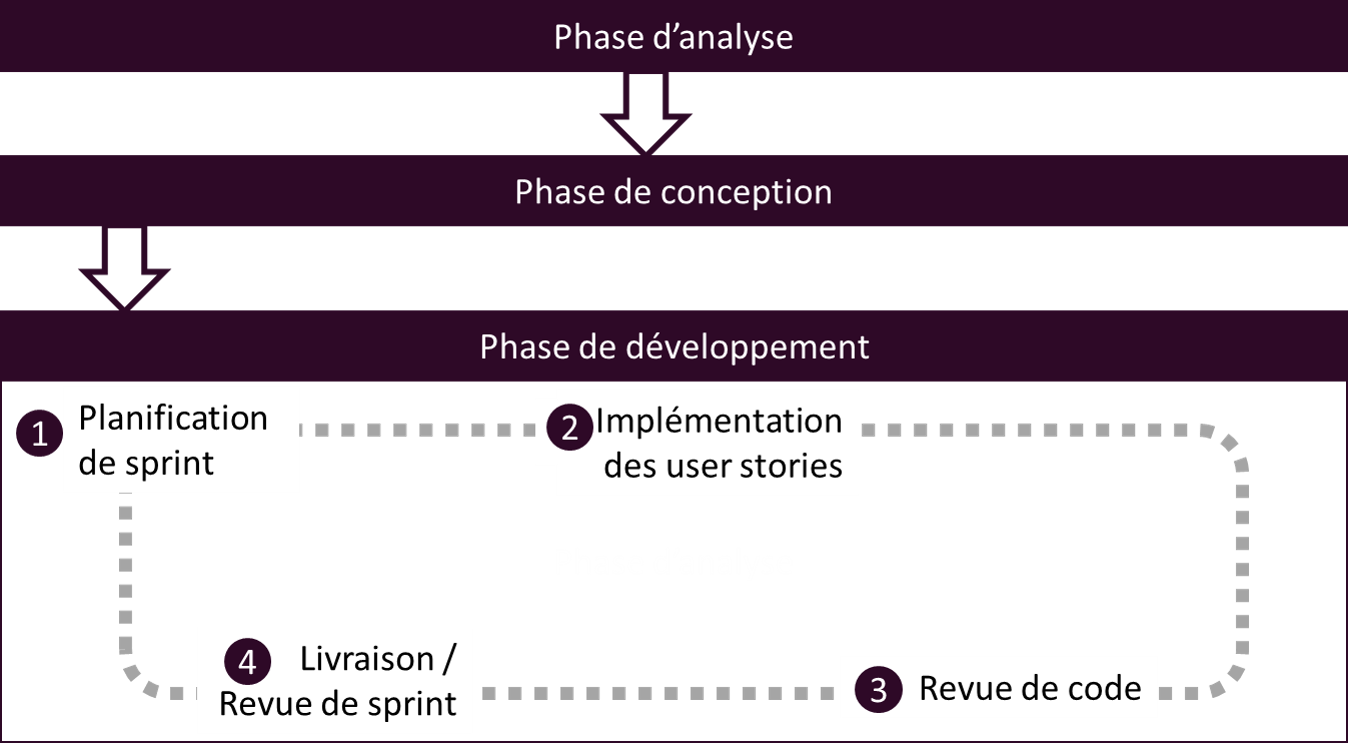 Phase d’analyse
Phase de conception
Phase de développement
1 Planification
de sprint
2 Implémentation
des user stories
4 Livraison /
Revue de sprint
3 Revue de code